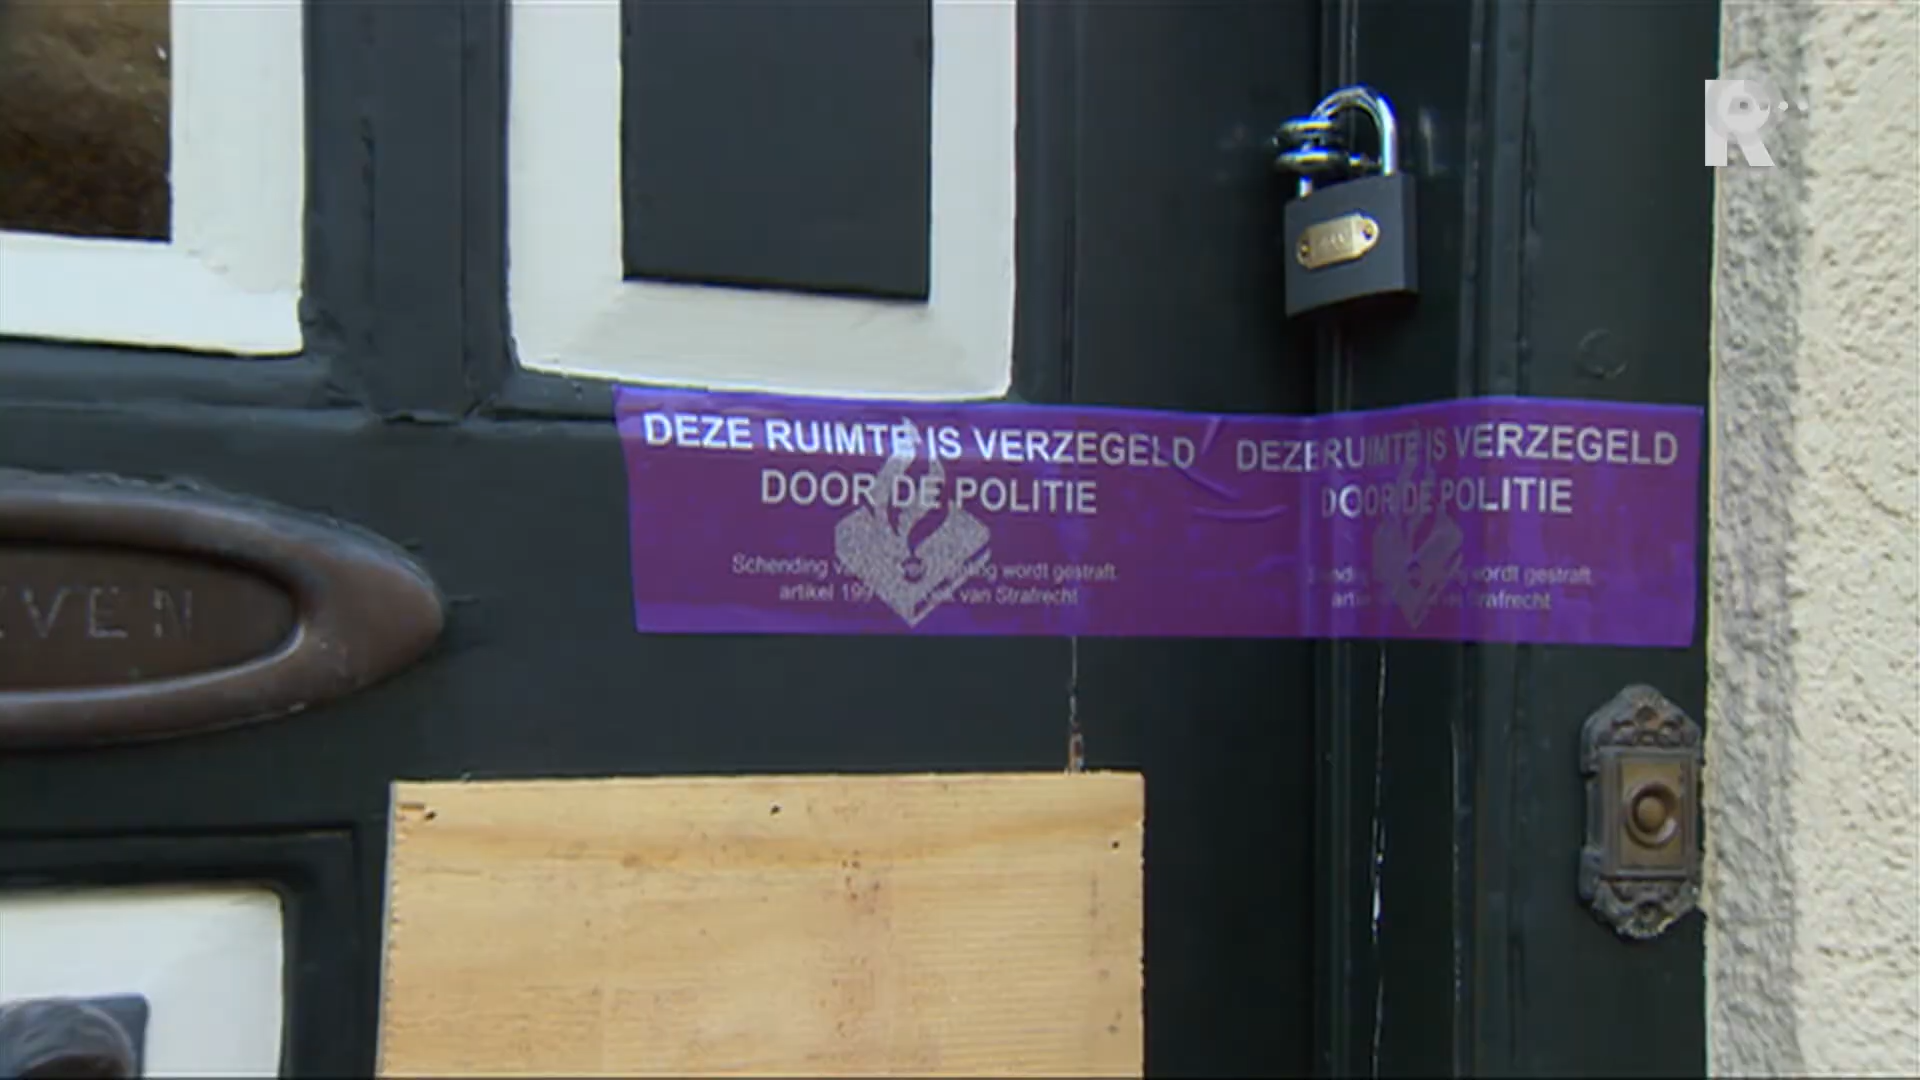 DEZE RUIMTE IS VERZEGELD
DOOR DE POLITIE
Schending wordt gestraft
artikel 199 van Strafrecht
DEZE RUIMTE IS VERZEGELD
DOOR DE POLITIE
wordt gestraft
Strafrecht
R